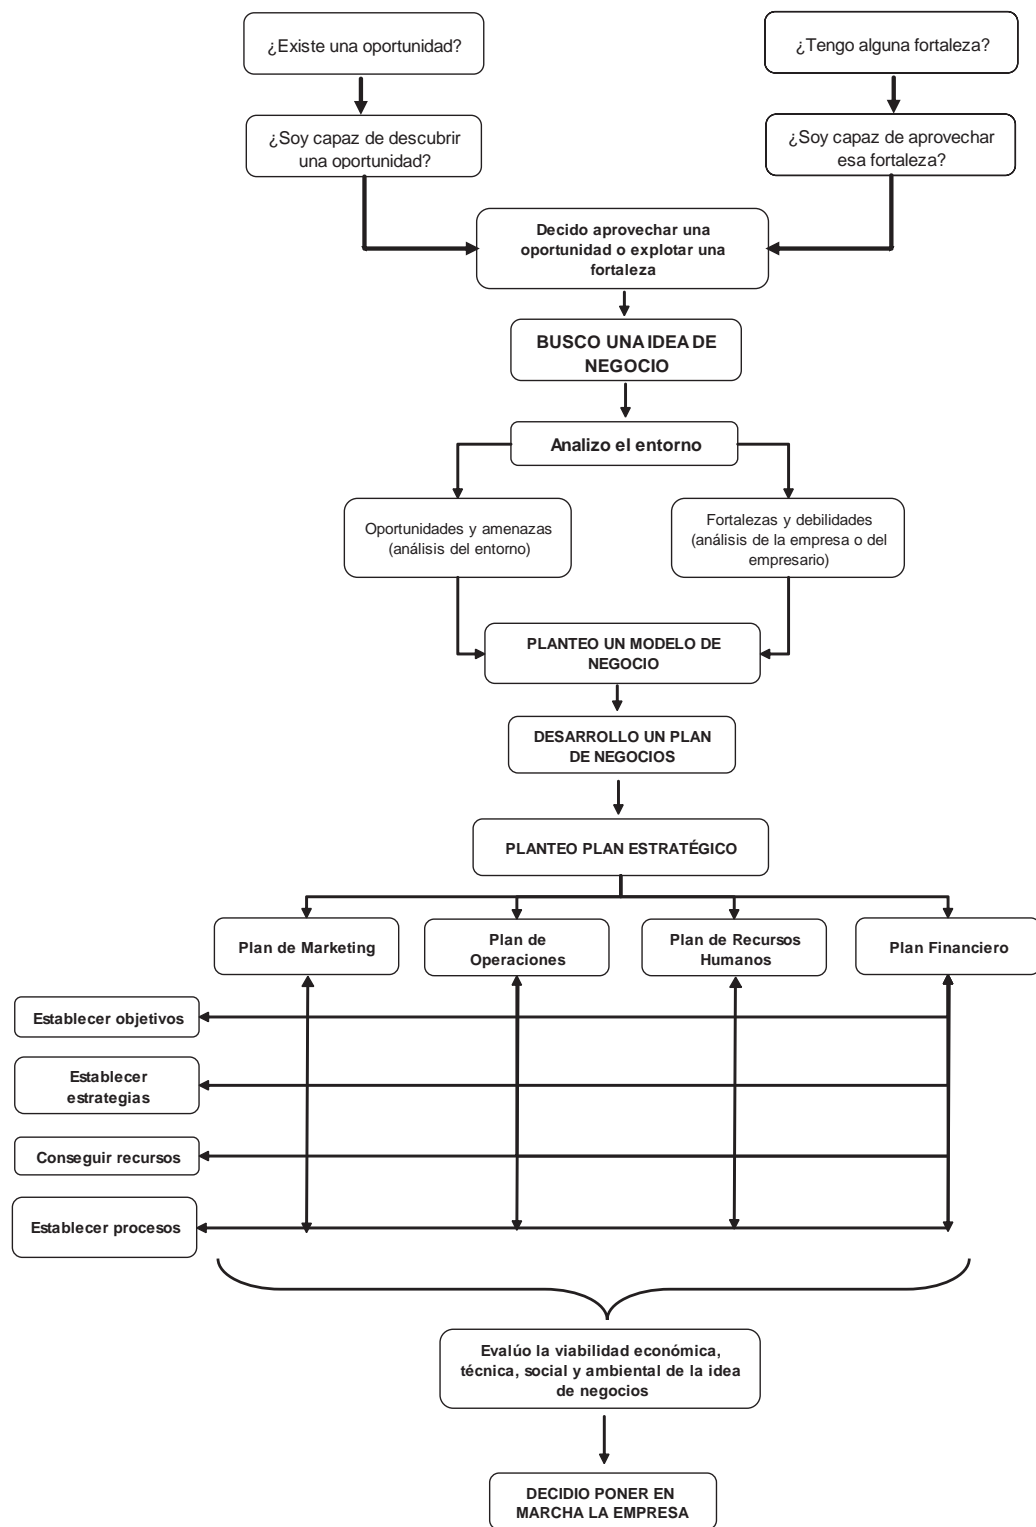 ¿Existe una oportunidad?
¿Tengo alguna fortaleza?
¿Soy capaz de descubrir
una oportunidad?
¿Soy capaz de aprovechar
esa fortaleza?
Decido aprovechar una
oportunidad o explotar una
fortaleza
BUSCO UNA IDEA DE
NEGOCIO
Analizo el entorno
Oportunidades y amenazas
(análisis del entorno)
Fortalezas y debilidades
(análisis de la empresa o del
empresario)
PLANTEO UN MODELO DE
NEGOCIO
DESARROLLO UN PLAN
DE NEGOCIOS
PLANTEO PLAN ESTRATÉGICO
Plan de Marketing
Plan de
Operaciones
Plan de Recursos
Humanos
Plan Financiero
Establecer objetivos
Establecer
estrategias
Conseguir recursos
Establecer procesos
Evalúo la viabilidad económica,
técnica, social y ambiental de la idea
de negocios
DECIDIO PONER EN
MARCHA LA EMPRESA